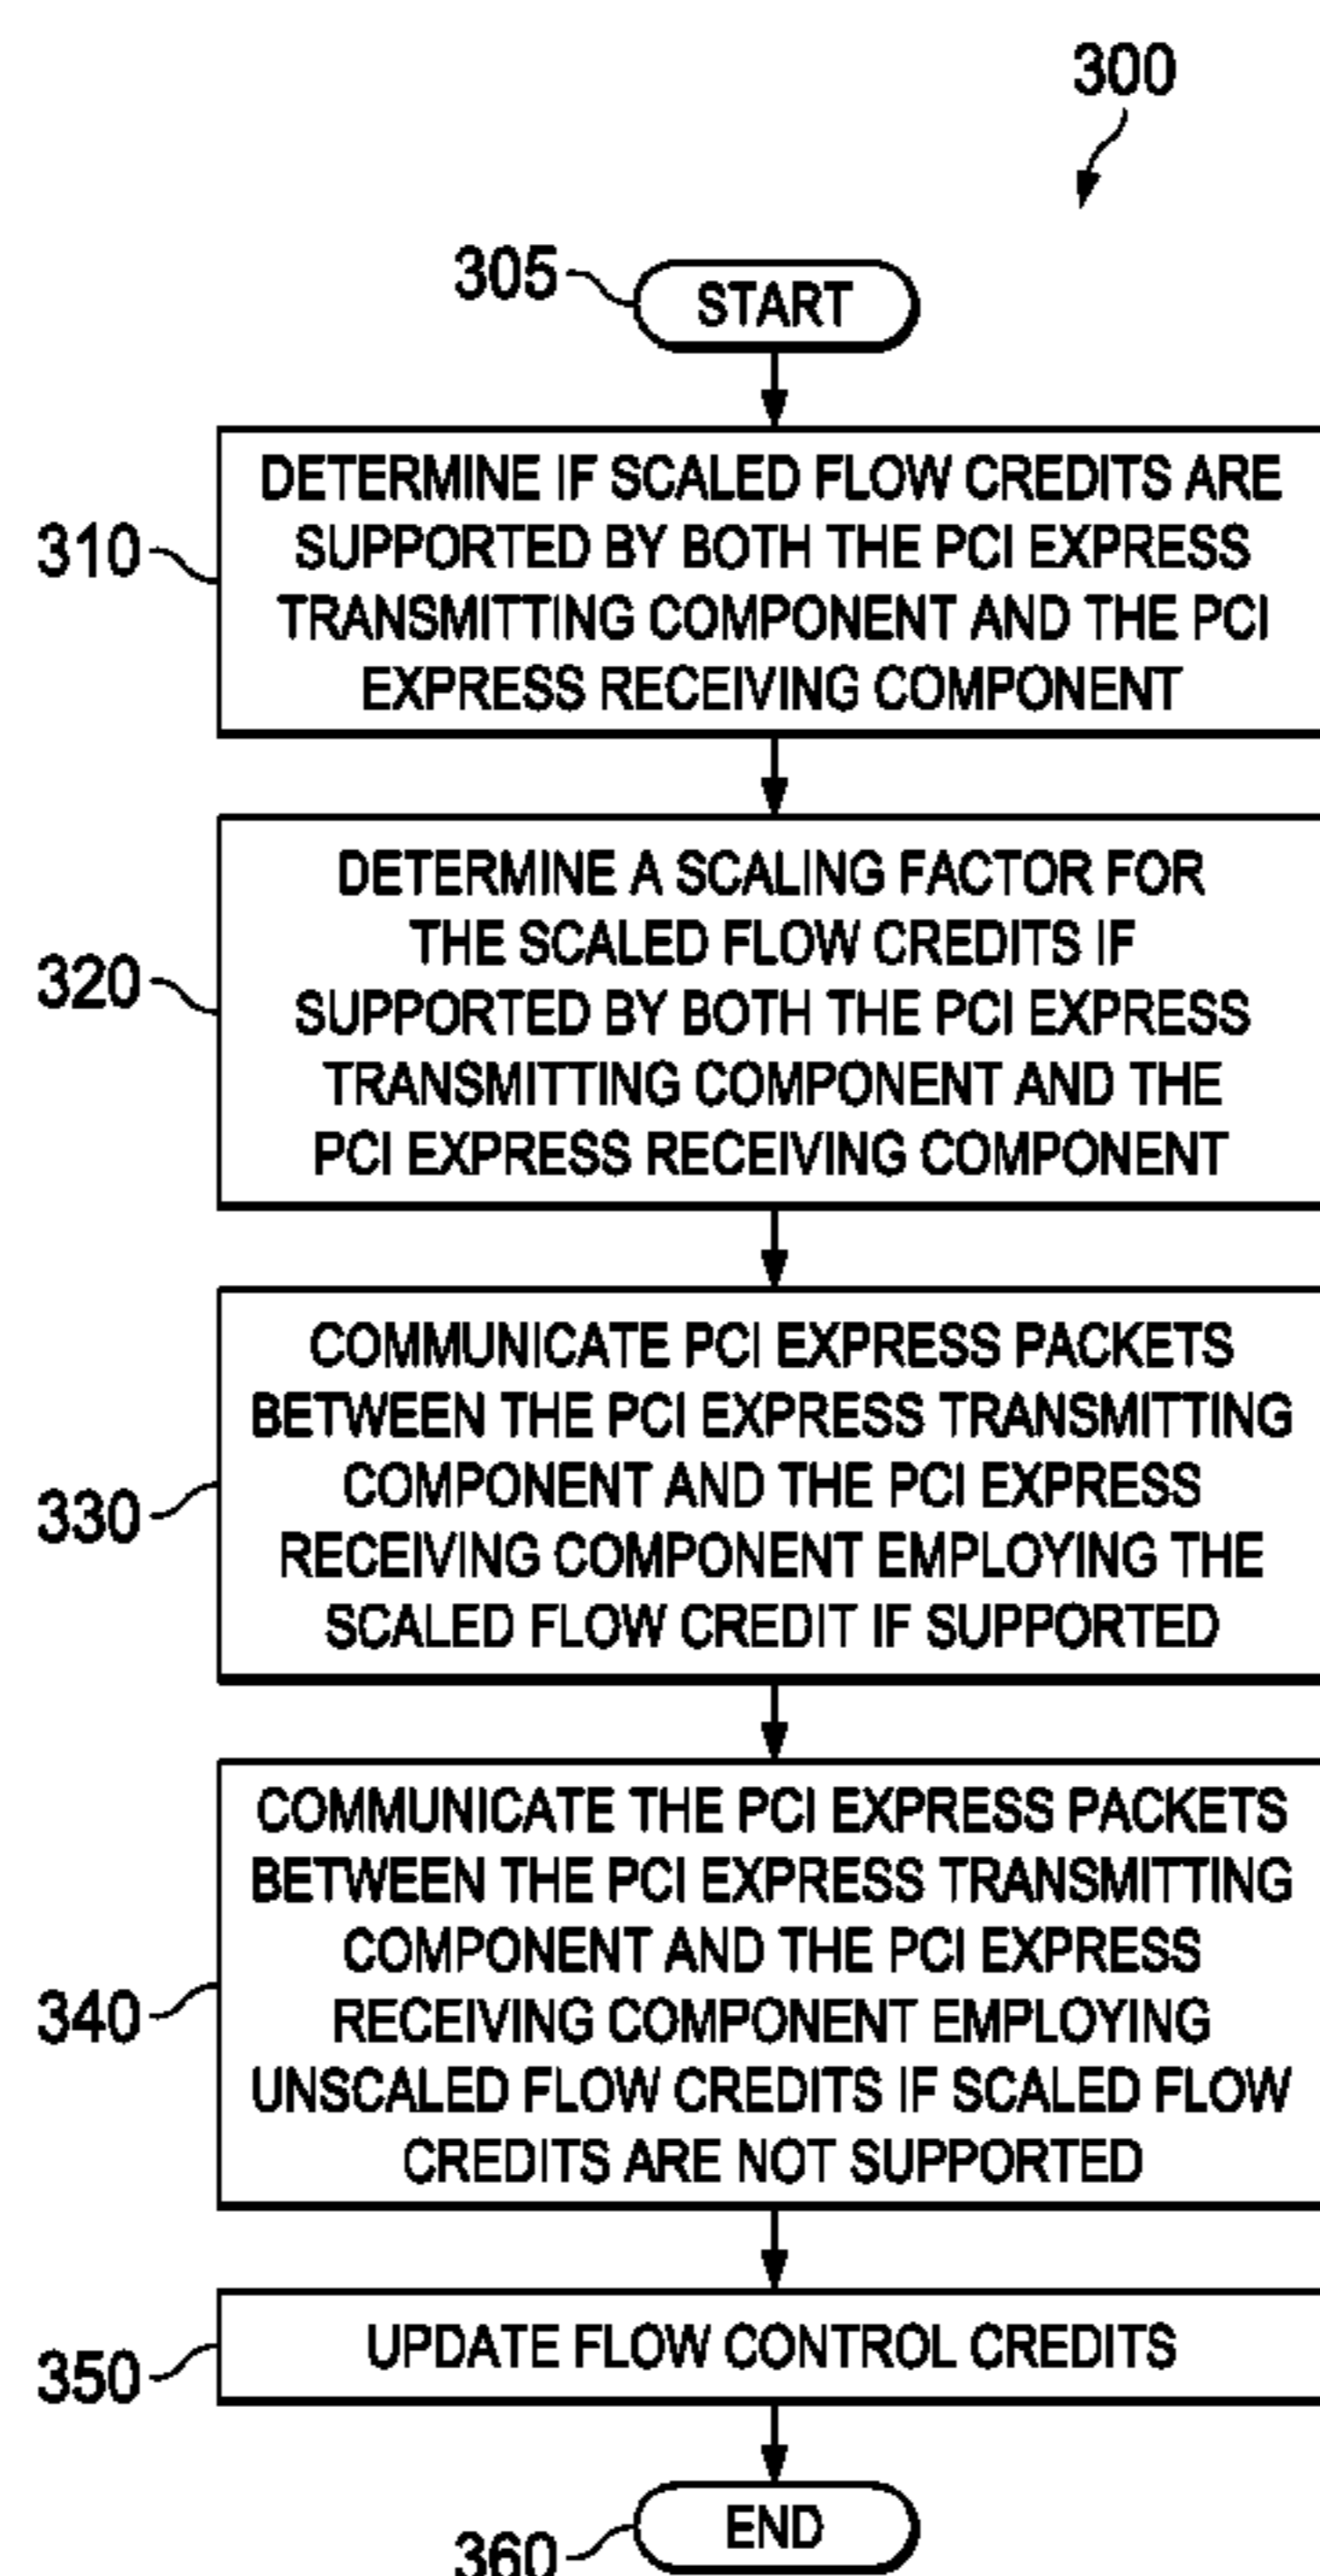 300
305
START
310
DETERMINE IF SCALED FLOW CREDITS ARE
SUPPORTED BY BOTH THE PCI EXPRESS
TRANSMITTING COMPONENT AND THE PCI
EXPRESS RECEIVING COMPONENT
320
DETERMINE A SCALING FACTOR FOR
THE SCALED FLOW CREDITS IF
SUPPORTED BY BOTH THE PCI EXPRESS
TRANSMITTING COMPONENT AND THE
PCI EXPRESS RECEIVING COMPONENT
330
COMMUNICATE PCI EXPRESS PACKETS
BETWEEN THE PCI EXPRESS TRANSMITTING
COMPONENT AND THE PCI EXPRESS
RECEIVING COMPONENT EMPLOYING THE
SCALED FLOW CREDIT IF SUPPORTED
340
COMMUNICATE THE PCI EXPRESS PACKETS
BETWEEN THE PCI EXPRESS TRANSMITTING
COMPONENT AND THE PCI EXPRESS
RECEIVING COMPONENT EMPLOYING
UNSCALED FLOW CREDITS IF SCALED FLOW
CREDITS ARE NOT SUPPORTED
350
UPDATE FLOW CONTROL CREDITS
360
END